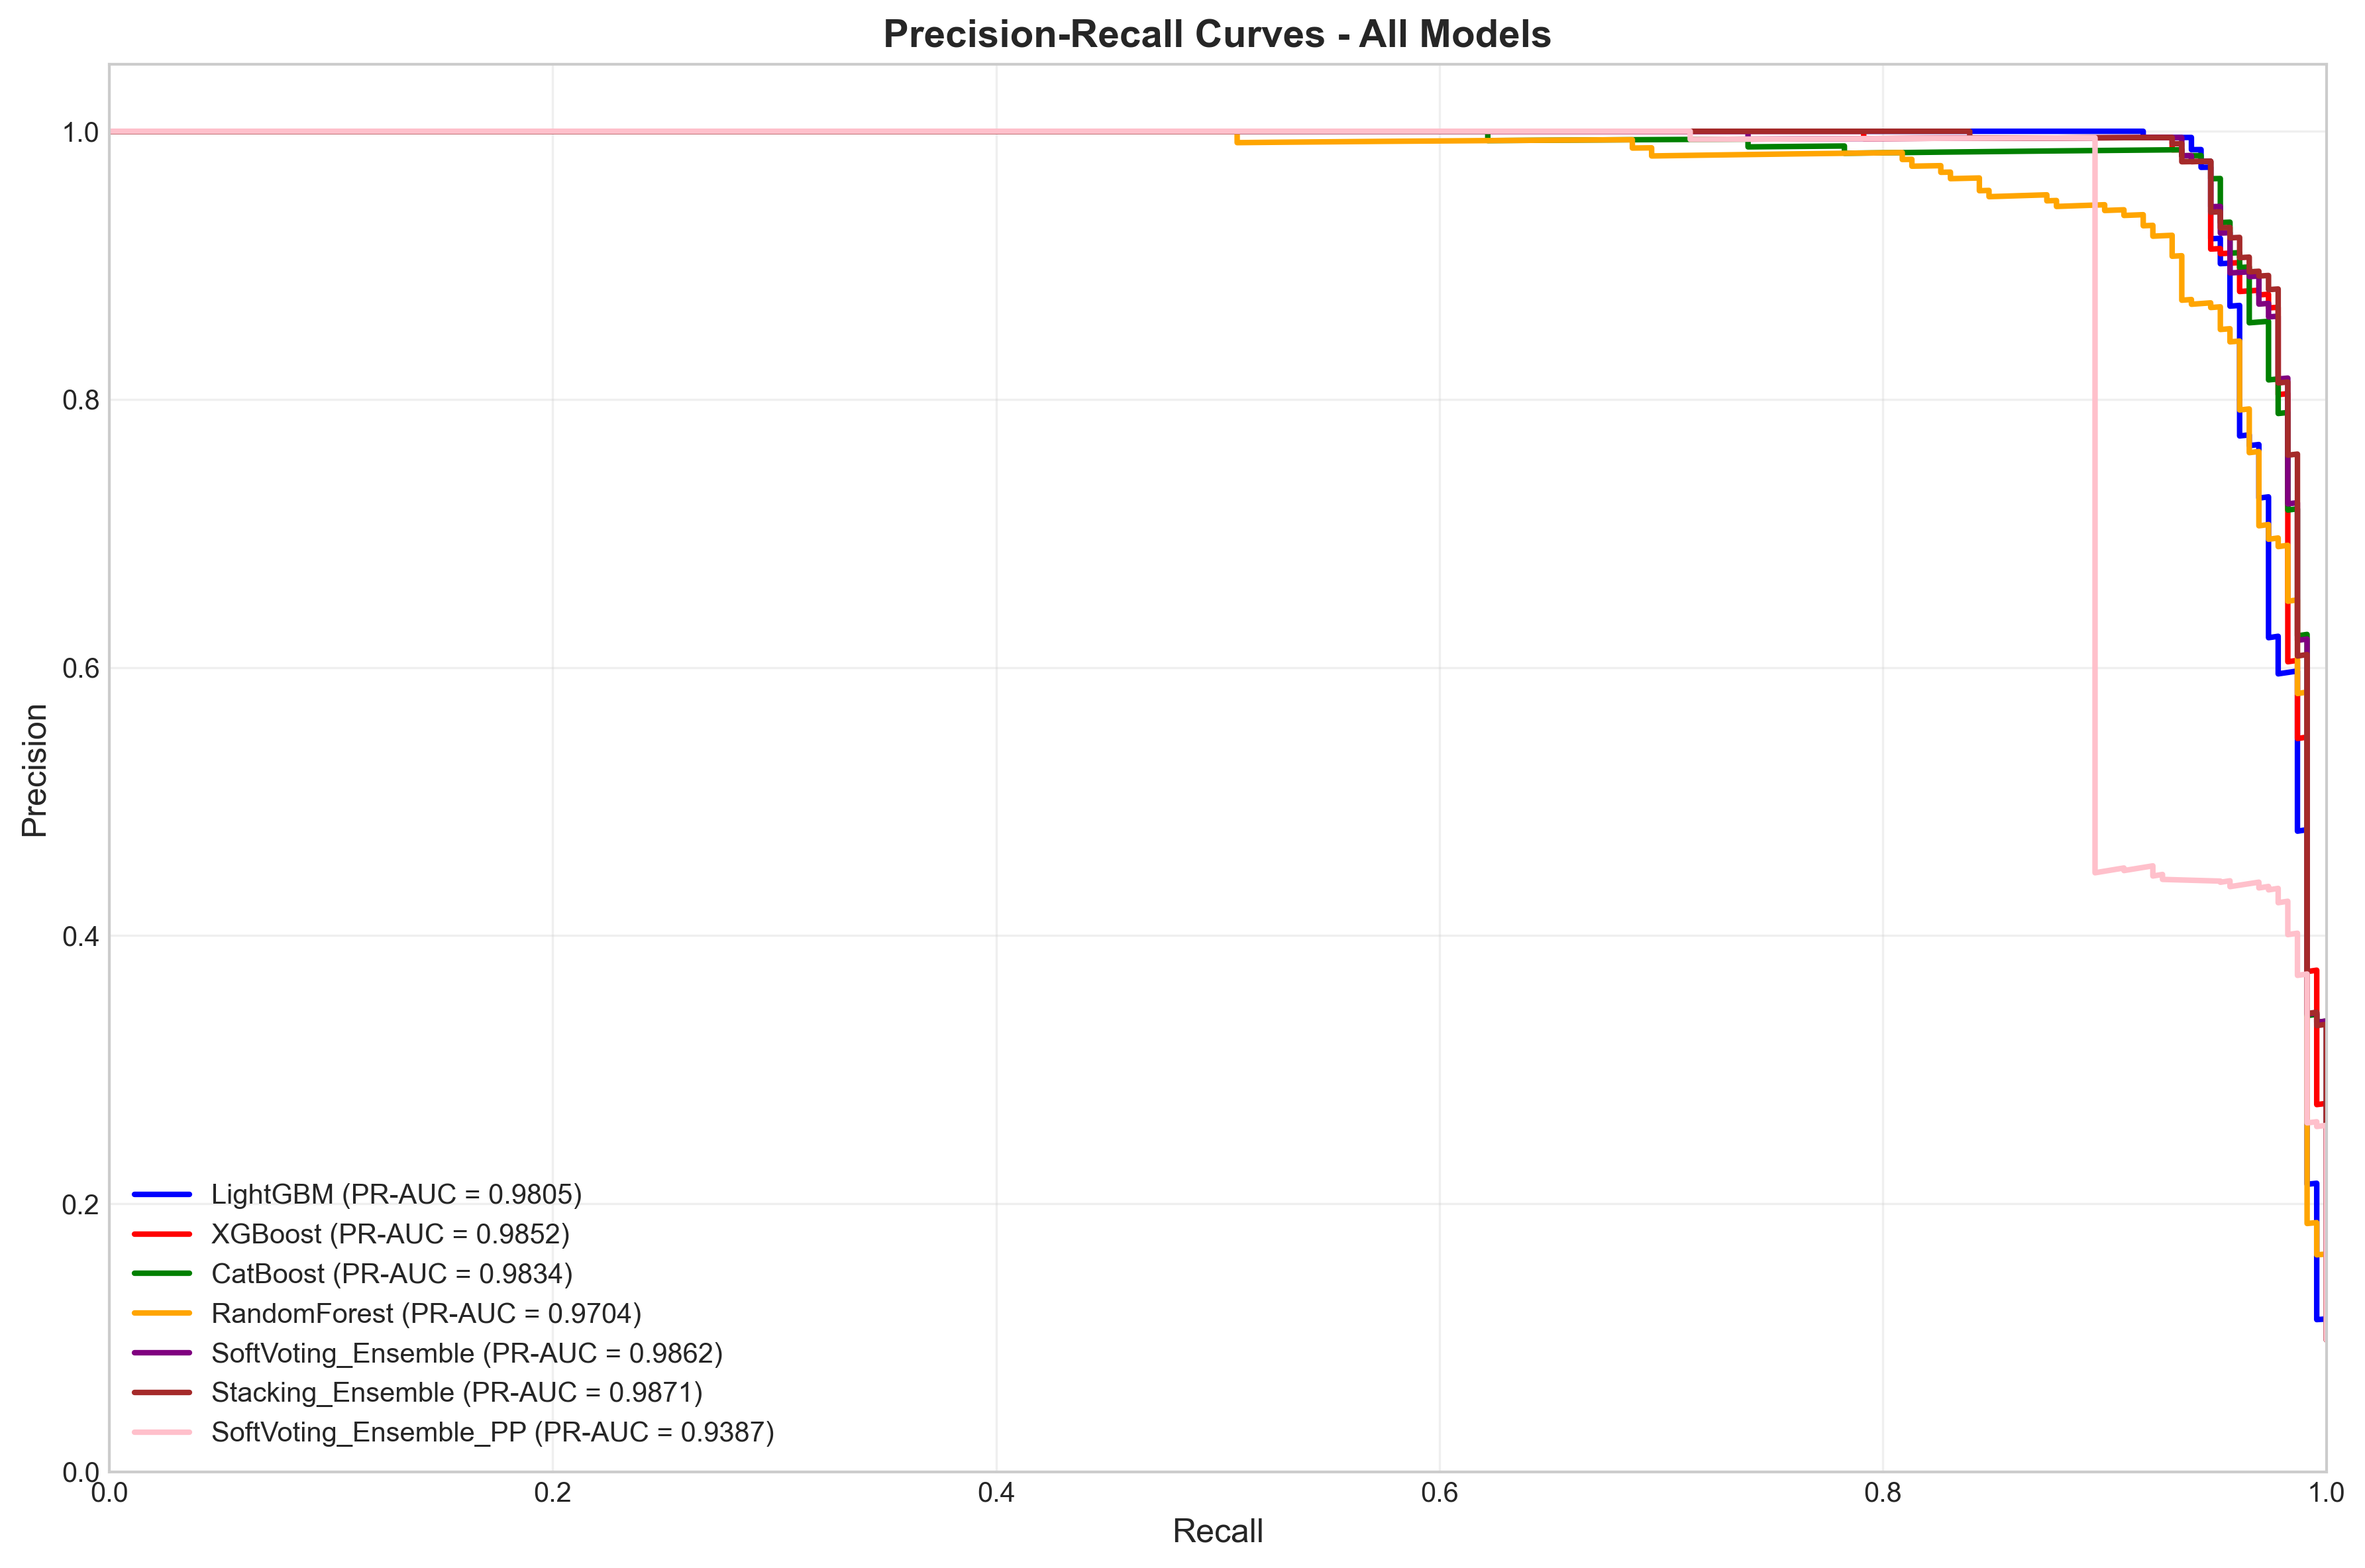 Precision-Recall Curves - All Models
1.0
0.8
0.6
0.4
0.2
0.0
Precision
LightGBM (PR-AUC = 0.9805)
XGBoost (PR-AUC = 0.9852)
CatBoost (PR-AUC = 0.9834)
RandomForest (PR-AUC = 0.9704)
SoftVoting_Ensemble (PR-AUC = 0.9862)
Stacking_Ensemble (PR-AUC = 0.9871)
SoftVoting_Ensemble_PP (PR-AUC = 0.9387)
0.0 0.2 0.4 0.6 0.8 1.0
Recall